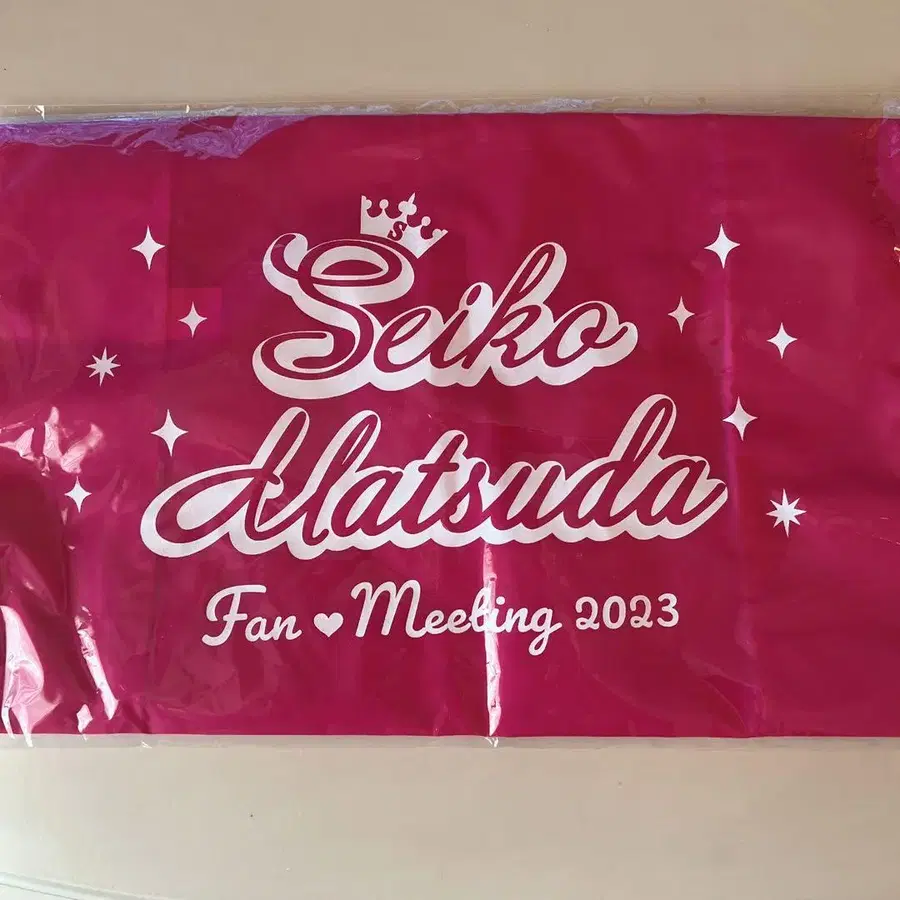 S
Seiko
Matsuda
Fan ♥ Meeting 2023